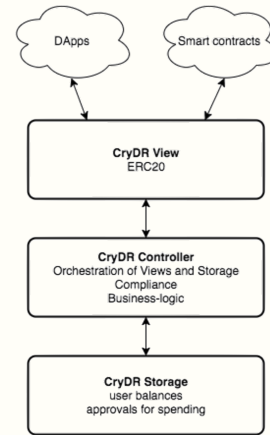 DApps
Smart contracts
CryDR View
ERC20
CryDR Controller
Orchestration of Views and Storage
Compliance
Business-logic
CryDR Storage
user balances
approvals for spending